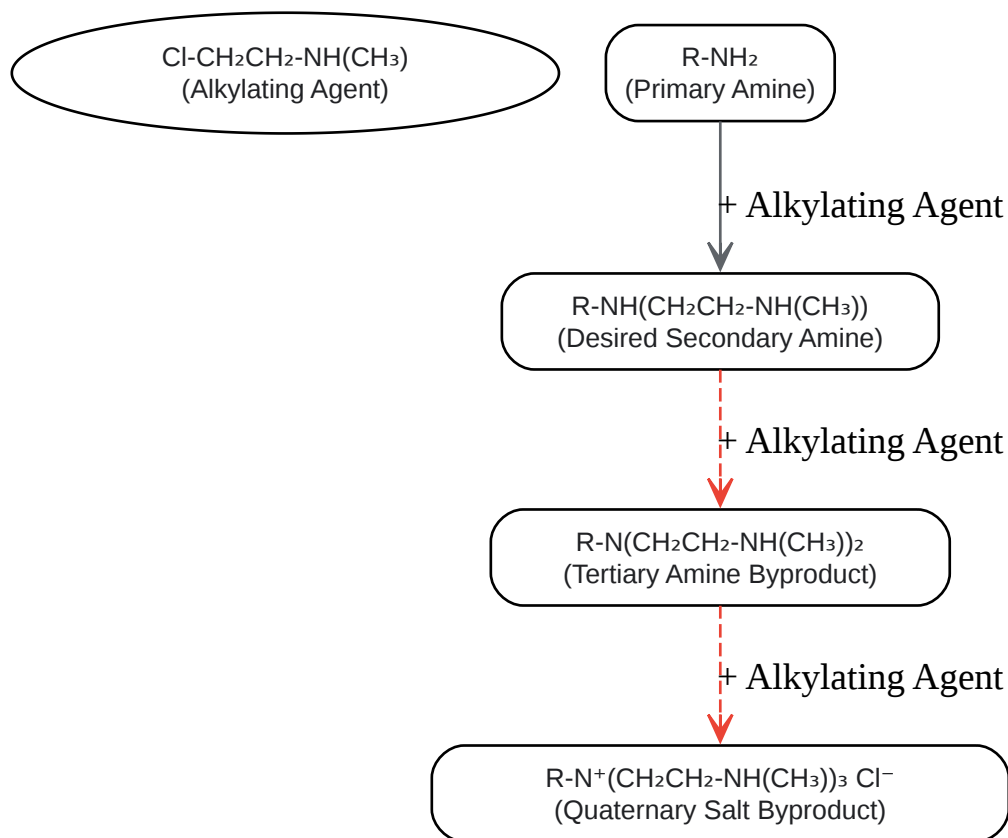 Cl-CH₂CH₂-NH(CH₃)
(Alkylating Agent)
R-NH₂
(Primary Amine)
+ Alkylating Agent
R-NH(CH₂CH₂-NH(CH₃))
(Desired Secondary Amine)
+ Alkylating Agent
R-N(CH₂CH₂-NH(CH₃))₂
(Tertiary Amine Byproduct)
+ Alkylating Agent
R-N⁺(CH₂CH₂-NH(CH₃))₃ Cl⁻
(Quaternary Salt Byproduct)